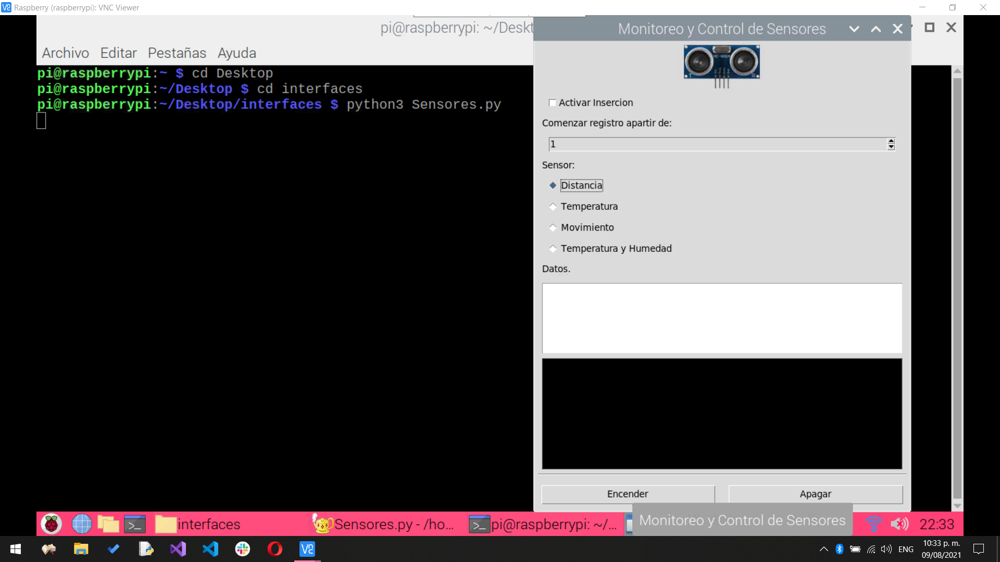 Raspberry (raspberrypi): VNC Viewer
pi@raspberrypi: ~/Deskt
Archivo Editar Pestañas Ayuda
pi@raspberrypi:~ $ cd Desktop
pi@raspberrypi:~/Desktop $ cd interfaces
pi@raspberrypi:~/Desktop/interfaces $ python3 Sensores.py
Monitoreo y Control de Sensores
Activar Insercion
Comenzar registro apartir de:
1
Sensor:
Distancia
Temperatura
Movimiento
Temperatura y Humedad
Datos.
Encender Apagar
interfaces Sensores.py - /ho... pi@raspberrypi: ~/... Monitoreo y Control de Sensores 22:33
ENG 10:33 p. m.
09/08/2021